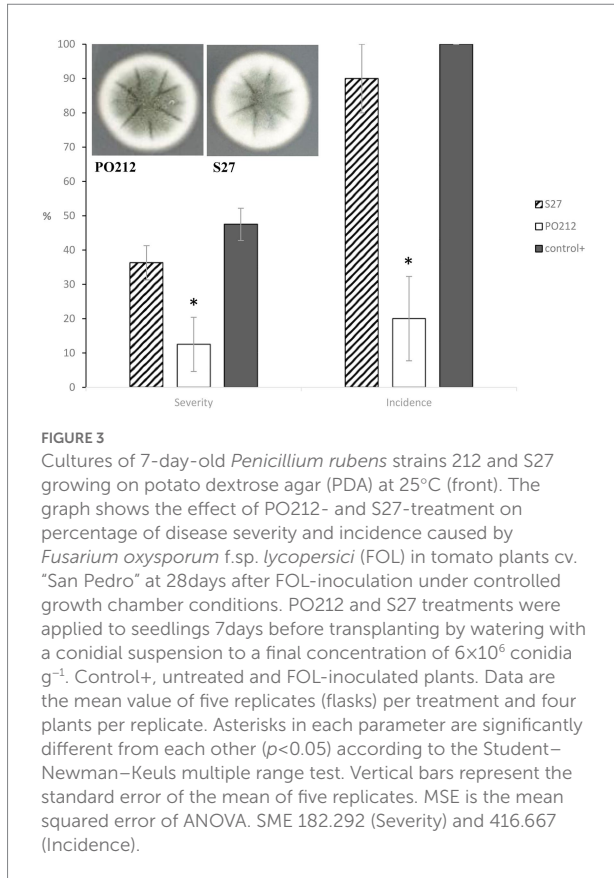 100
90
80
70
60
50
40
30
20
10
0
%
PO212
S27
*
*
Severity
Incidence
S27
PO212
control+
FIGURE 3
Cultures of 7-day-old Penicillium rubens strains 212 and S27
growing on potato dextrose agar (PDA) at 25°C (front). The
graph shows the effect of PO212- and S27-treatment on
percentage of disease severity and incidence caused by
Fusarium oxysporum f.sp. lycopersici (FOL) in tomato plants cv.
"San Pedro" at 28days after FOL-inoculation under controlled
growth chamber conditions. PO212 and S27 treatments were
applied to seedlings 7days before transplanting by watering with
a conidial suspension to a final concentration of 6×10⁶ conidia
g⁻¹. Control+, untreated and FOL-inoculated plants. Data are
the mean value of five replicates (flasks) per treatment and four
plants per replicate. Asterisks in each parameter are significantly
different from each other (p<0.05) according to the Student–
Newman–Keuls multiple range test. Vertical bars represent the
standard error of the mean of five replicates. MSE is the mean
squared error of ANOVA. SME 182.292 (Severity) and 416.667
(Incidence).